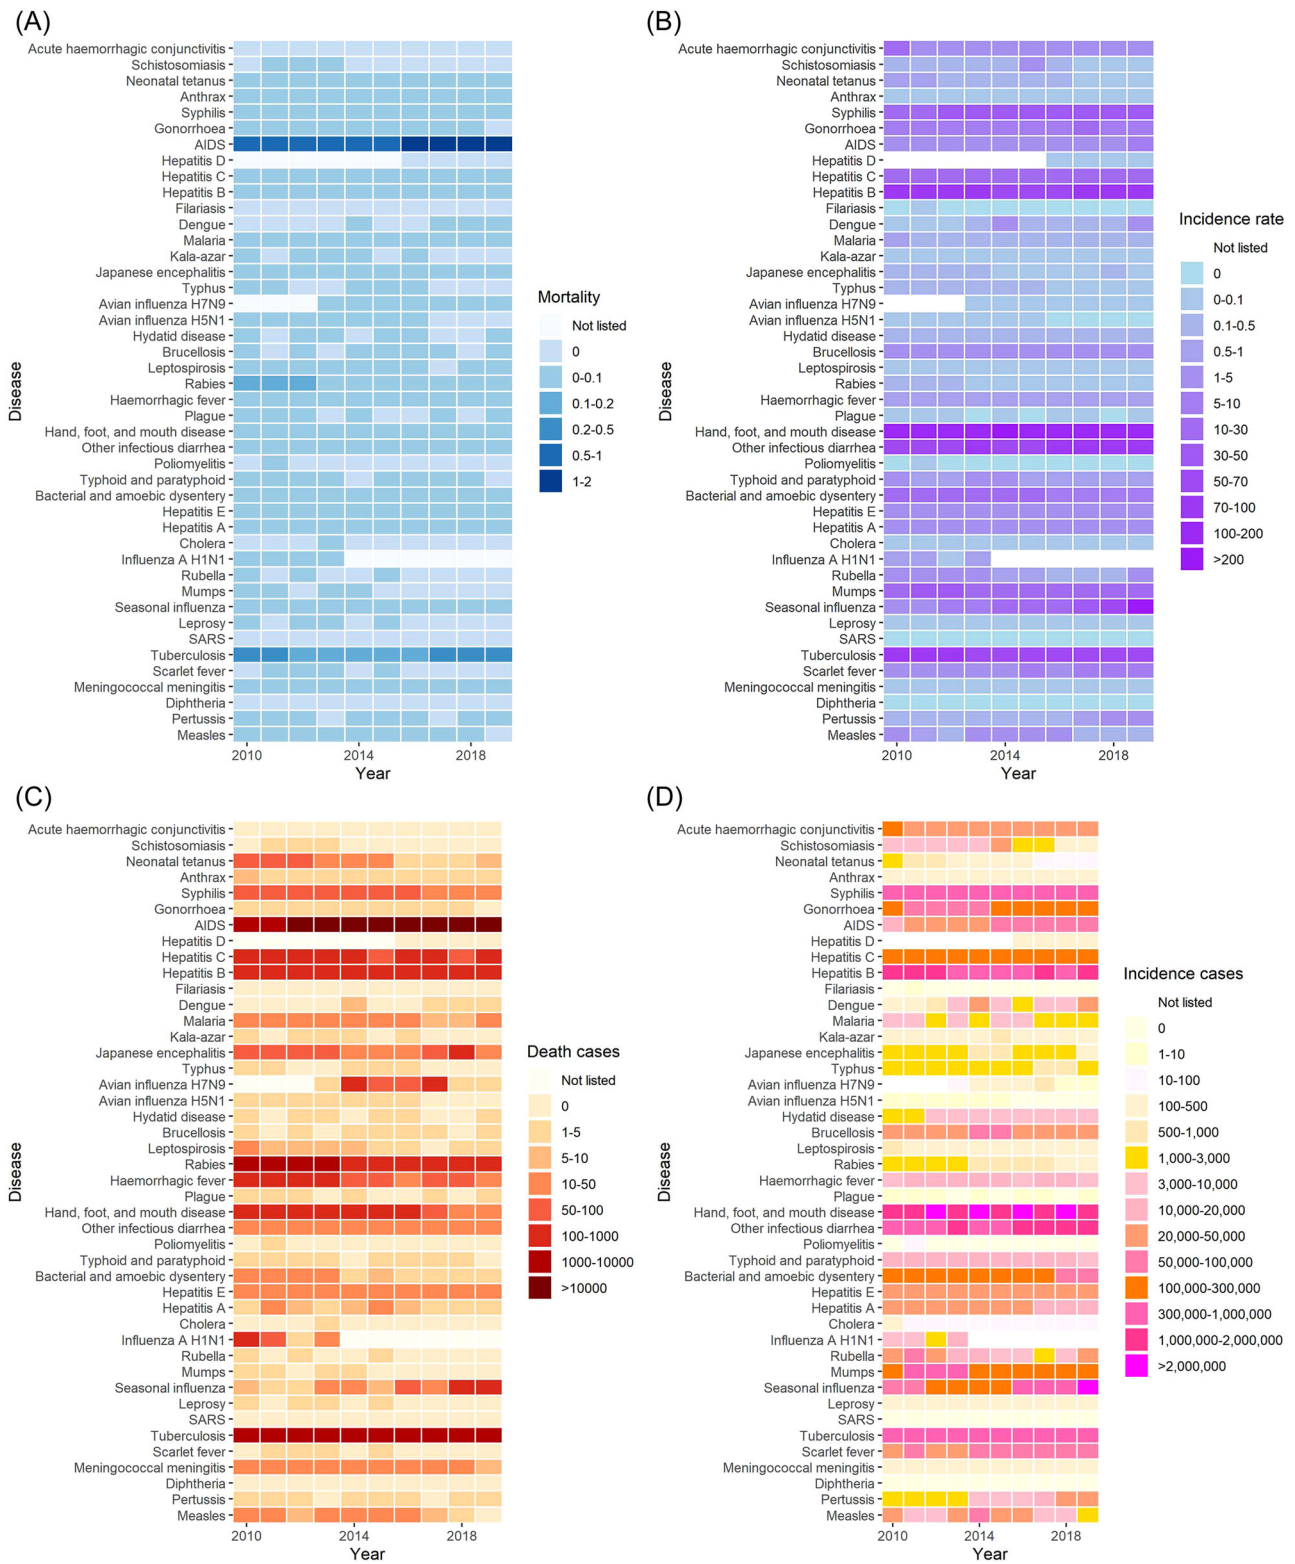 (A)
Acute haemorrhagic conjunctivitis
Schistosomiasis
Neonatal tetanus
Anthrax
Syphilis
Gonorrhoea
AIDS
Hepatitis D
Hepatitis C
Hepatitis B
Filariasis
Dengue
Malaria
Kala-azar
Japanese encephalitis
Typhus
Avian influenza H7N9
Avian influenza H5N1
Hydatid disease
Brucellosis
Leptospirosis
Rabies
Haemorrhagic fever
Plague
Hand, foot, and mouth disease
Other infectious diarrhea
Poliomyelitis
Typhoid and paratyphoid
Bacterial and amoebic dysentery
Hepatitis E
Hepatitis A
Cholera
Influenza A H1N1
Rubella
Mumps
Seasonal influenza
Leprosy
SARS
Tuberculosis
Scarlet fever
Meningococcal meningitis
Diphtheria
Pertussis
Measles
Disease
2010 2014 2018
Year
Mortality
Not listed
0
0-0.1
0.1-0.2
0.2-0.5
0.5-1
1-2
(B)
Acute haemorrhagic conjunctivitis
Schistosomiasis
Neonatal tetanus
Anthrax
Syphilis
Gonorrhoea
AIDS
Hepatitis D
Hepatitis C
Hepatitis B
Filariasis
Dengue
Malaria
Kala-azar
Japanese encephalitis
Typhus
Avian influenza H7N9
Avian influenza H5N1
Hydatid disease
Brucellosis
Leptospirosis
Rabies
Haemorrhagic fever
Plague
Hand, foot, and mouth disease
Other infectious diarrhea
Poliomyelitis
Typhoid and paratyphoid
Bacterial and amoebic dysentery
Hepatitis E
Hepatitis A
Cholera
Influenza A H1N1
Rubella
Mumps
Seasonal influenza
Leprosy
SARS
Tuberculosis
Scarlet fever
Meningococcal meningitis
Diphtheria
Pertussis
Measles
Disease
2010 2014 2018
Year
Incidence rate
Not listed
0
0-0.1
0.1-0.5
0.5-1
1-5
5-10
10-30
30-50
50-70
70-100
100-200
>200
(C)
Acute haemorrhagic conjunctivitis
Schistosomiasis
Neonatal tetanus
Anthrax
Syphilis
Gonorrhoea
AIDS
Hepatitis D
Hepatitis C
Hepatitis B
Filariasis
Dengue
Malaria
Kala-azar
Japanese encephalitis
Typhus
Avian influenza H7N9
Avian influenza H5N1
Hydatid disease
Brucellosis
Leptospirosis
Rabies
Haemorrhagic fever
Plague
Hand, foot, and mouth disease
Other infectious diarrhea
Poliomyelitis
Typhoid and paratyphoid
Bacterial and amoebic dysentery
Hepatitis E
Hepatitis A
Cholera
Influenza A H1N1
Rubella
Mumps
Seasonal influenza
Leprosy
SARS
Tuberculosis
Scarlet fever
Meningococcal meningitis
Diphtheria
Pertussis
Measles
Disease
2010 2014 2018
Year
Death cases
Not listed
0
1-5
5-10
10-50
50-100
100-1000
1000-10000
>10000
(D)
Acute haemorrhagic conjunctivitis
Schistosomiasis
Neonatal tetanus
Anthrax
Syphilis
Gonorrhoea
AIDS
Hepatitis D
Hepatitis C
Hepatitis B
Filariasis
Dengue
Malaria
Kala-azar
Japanese encephalitis
Typhus
Avian influenza H7N9
Avian influenza H5N1
Hydatid disease
Brucellosis
Leptospirosis
Rabies
Haemorrhagic fever
Plague
Hand, foot, and mouth disease
Other infectious diarrhea
Poliomyelitis
Typhoid and paratyphoid
Bacterial and amoebic dysentery
Hepatitis E
Hepatitis A
Cholera
Influenza A H1N1
Rubella
Mumps
Seasonal influenza
Leprosy
SARS
Tuberculosis
Scarlet fever
Meningococcal meningitis
Diphtheria
Pertussis
Measles
Disease
2010 2014 2018
Year
Incidence cases
Not listed
0
1-10
10-100
100-500
500-1,000
1,000-3,000
3,000-10,000
10,000-20,000
20,000-50,000
50,000-100,000
100,000-300,000
300,000-1,000,000
1,000,000-2,000,000
>2,000,000